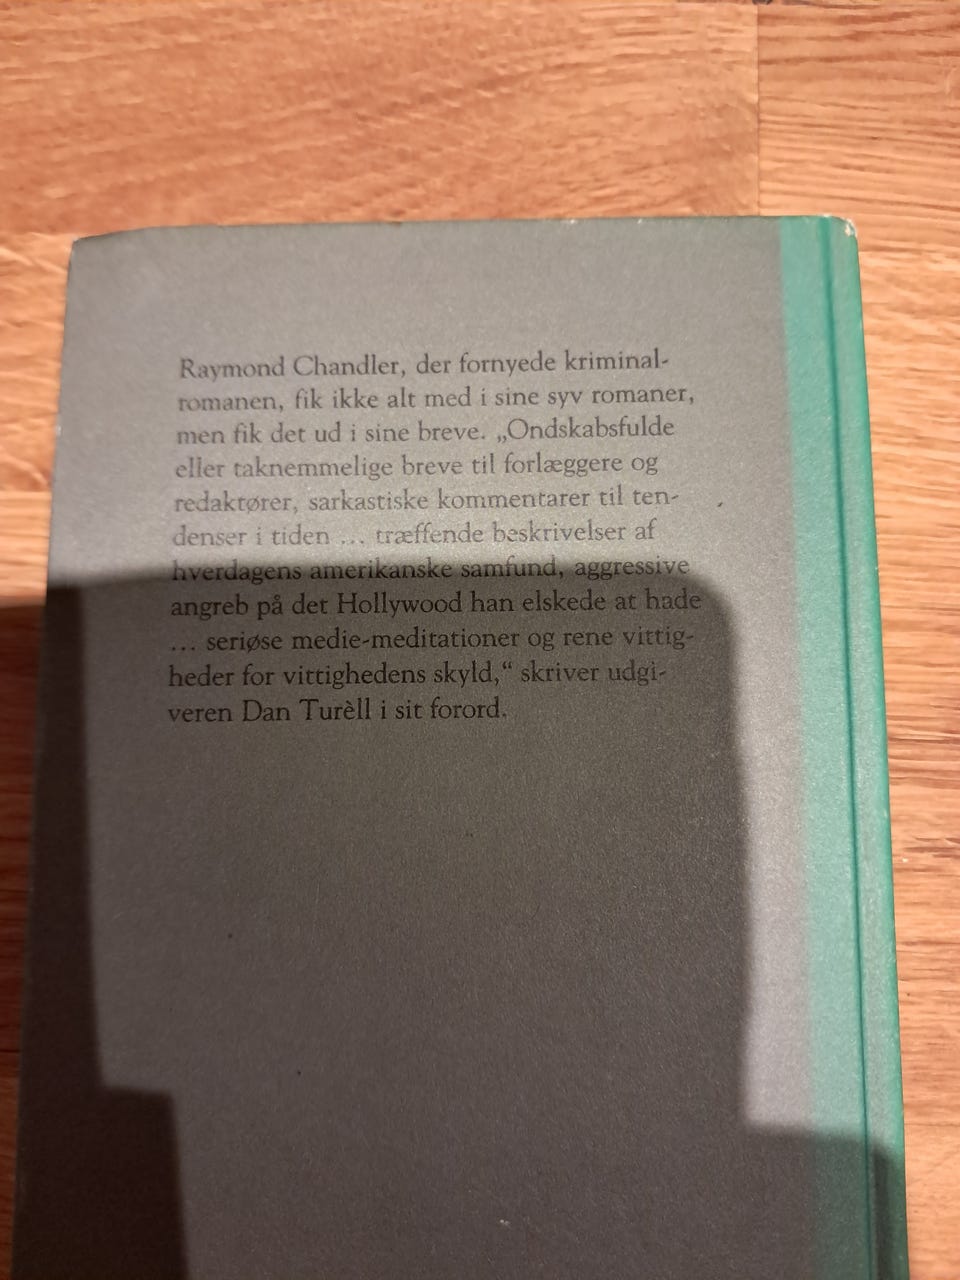 Raymond Chandler, der fornyede kriminal-
romanen, fik ikke alt med i sine syv romaner,
men fik det ud i sine breve. „Ondskabsfulde
eller taknemmelige breve til forlæggere og
redaktører, sarkastiske kommentarer til ten-
denser i tiden ... træffende beskrivelser af
hverdagens amerikanske samfund, aggressive
angreb på det Hollywood han elskede at hade
... seriøse medie-meditationer og rene vittig-
heder for vittighedens skyld,“ skriver udgi-
veren Dan Turèll i sit forord.